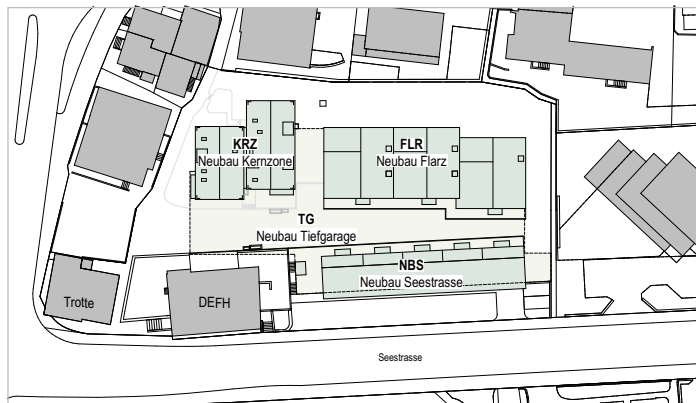 KRZ
Neubau Kernzone
FLR
Neubau Flarz
TG
Neubau Tiefgarage
NBS
Neubau Seestrasse
Trotte
DEFH
Seestrasse